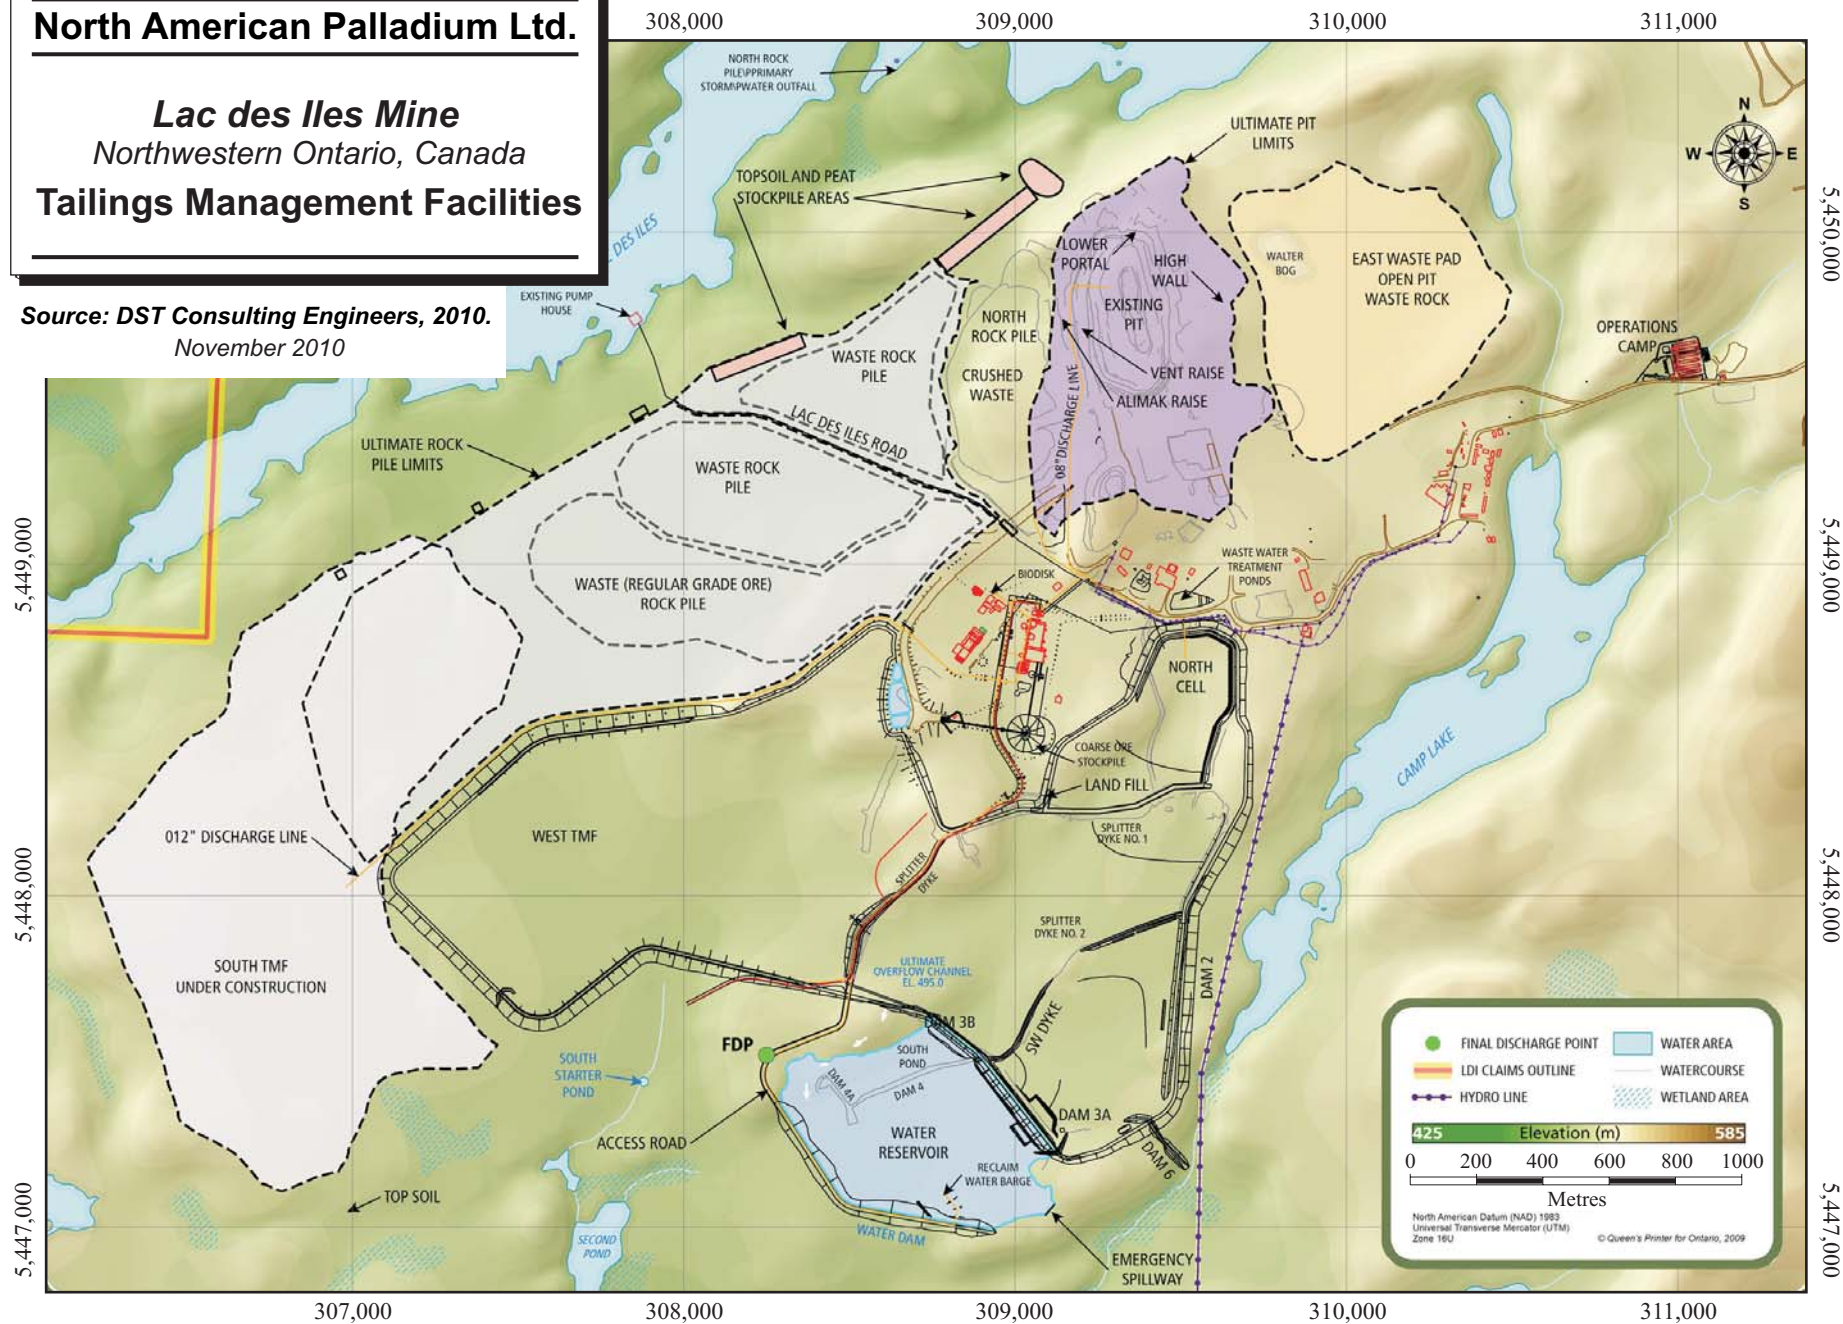 North American Palladium Ltd.
Lac des Iles Mine
Northwestern Ontario, Canada
Tailings Management Facilities
Source: DST Consulting Engineers, 2010.
November 2010
308,000
309,000
310,000
311,000
NORTH ROCK
PILE\PPRIMARY
STORM\PWATER OUTFALL
ULTIMATE PIT
LIMITS
N
W
E
S
TOPSOIL AND PEAT
STOCKPILE AREAS
DES ILES
5,450,000
LOWER
PORTAL
HIGH
WALL
WALTER
BOG
EAST WASTE PAD
OPEN PIT
WASTE ROCK
EXISTING PUMP
HOUSE
EXISTING
PIT
NORTH
ROCK PILE
OPERATIONS
CAMP
WASTE ROCK
PILE
CRUSHED
WASTE
VENT RAISE
ALIMAK RAISE
08" DISCHARGE LINE
LAC DES ILES ROAD
ULTIMATE ROCK
PILE LIMITS
WASTE ROCK
PILE
5,449,000
5,449,000
WASTE WATER
TREATMENT
PONDS
BIODISK
WASTE (REGULAR GRADE ORE)
ROCK PILE
NORTH
CELL
COARSE ORE
STOCKPILE
LAND FILL
CAMP LAKE
012" DISCHARGE LINE
WEST TMF
SPLITTER
DYKE NO. 1
SPLITTER
DYKE
5,448,000
5,448,000
SPLITTER
DYKE NO. 2
SOUTH TMF
UNDER CONSTRUCTION
ULTIMATE
OVERFLOW CHANNEL
EL. 495.0
DAM 2
DAM 3B
SW DYKE
FDP
SOUTH
POND
SOUTH
STARTER
POND
DAM 4A
DAM 4
DAM 3A
ACCESS ROAD
WATER
RESERVOIR
DAM 6
RECLAIM
WATER BARGE
TOP SOIL
5,447,000
5,447,000
SECOND
POND
WATER DAM
EMERGENCY
SPILLWAY
FINAL DISCHARGE POINT
WATER AREA
LDI CLAIMS OUTLINE
WATERCOURSE
HYDRO LINE
WETLAND AREA
425 Elevation (m) 585
0 200 400 600 800 1000
Metres
North American Datum (NAD) 1983
Universal Transverse Mercator (UTM)
Zone 16U
© Queen's Printer for Ontario, 2009
307,000
308,000
309,000
310,000
311,000